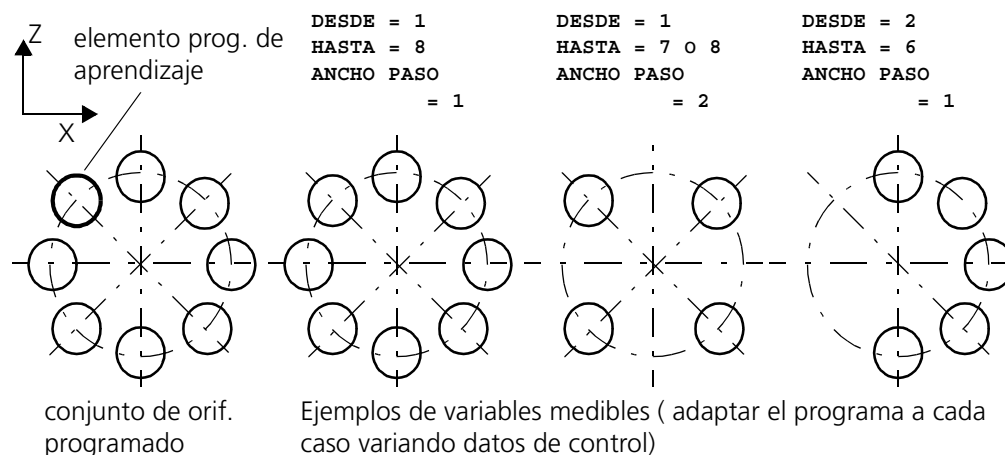 Z
X
elemento prog. de
aprendizaje
DESDE = 1
HASTA = 8
ANCHO PASO
= 1
DESDE = 1
HASTA = 7 o 8
ANCHO PASO
= 2
DESDE = 2
HASTA = 6
ANCHO PASO
= 1
conjunto de orif.
programado
Ejemplos de variables medibles ( adaptar el programa a cada
caso variando datos de control)